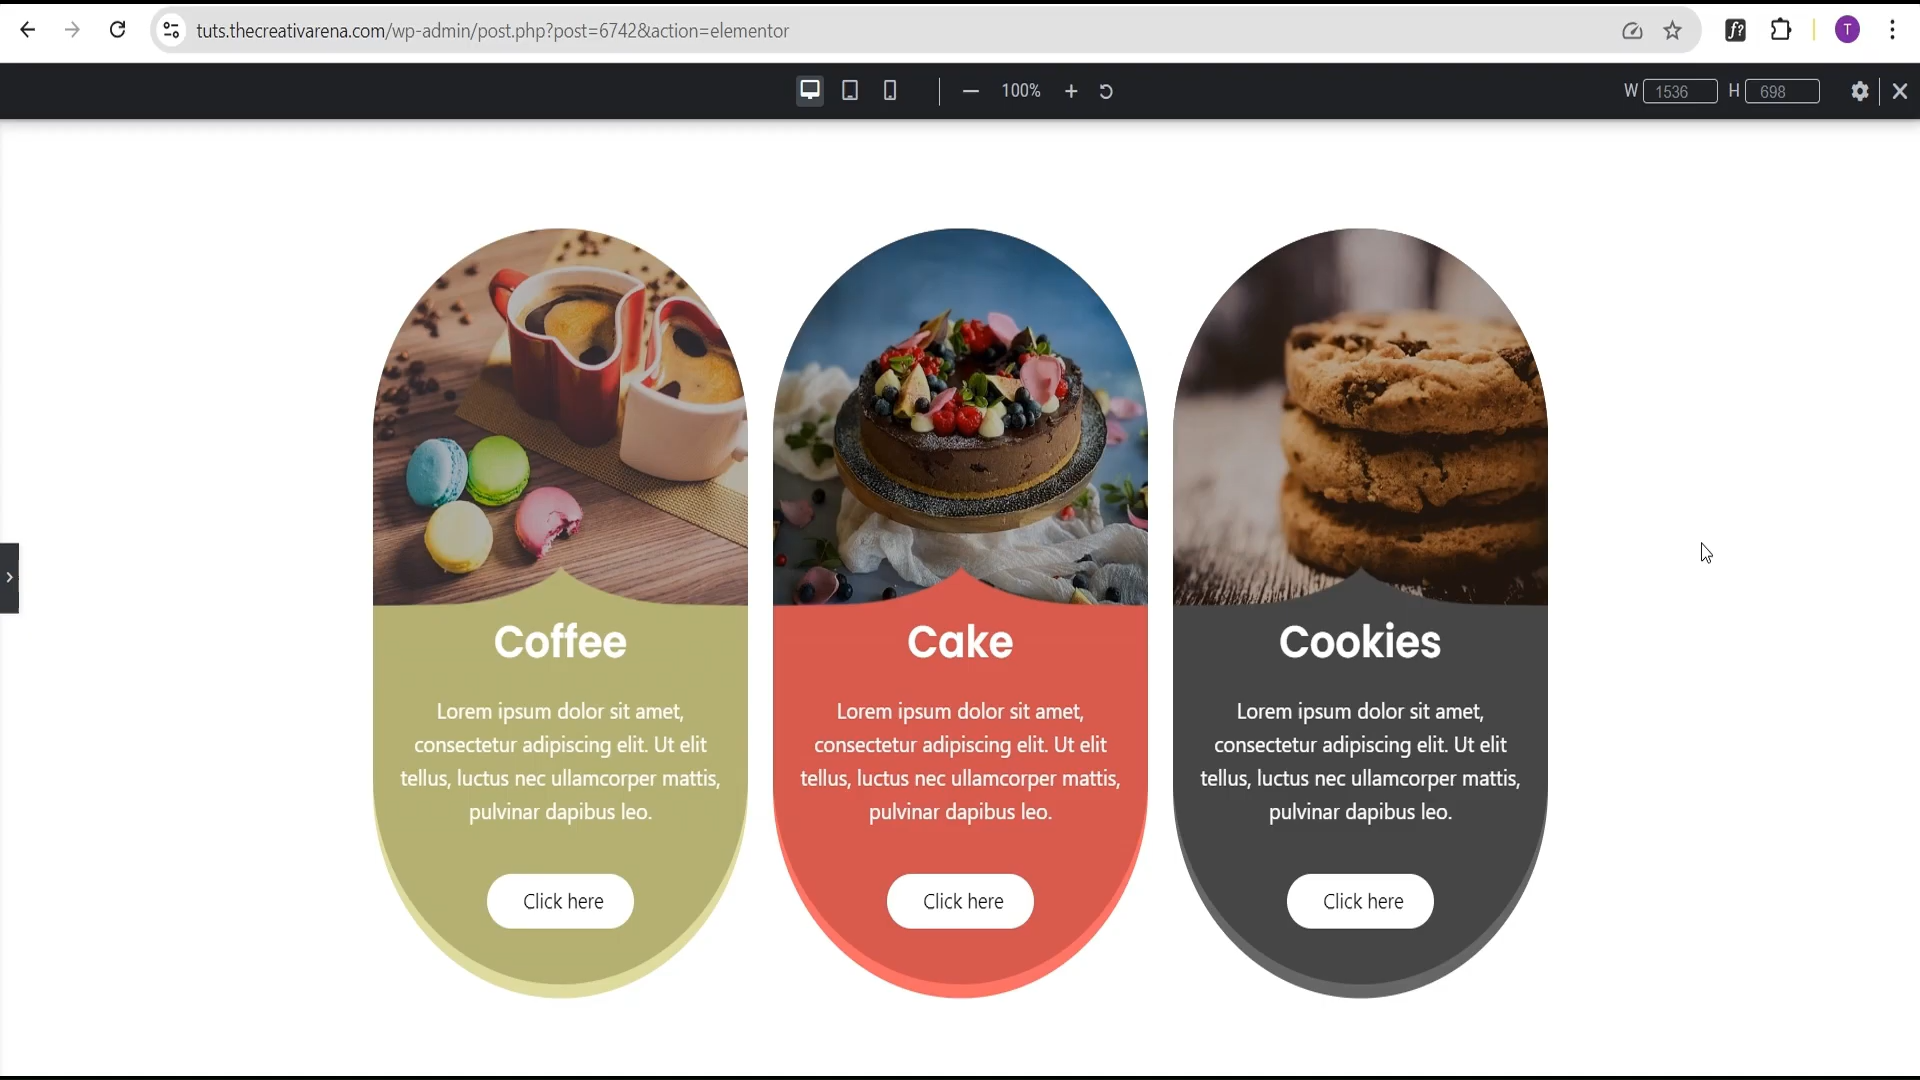 tuts.thecreativarena.com/wp-admin/post.php?post=6742&action=elementor
f?
T
100%
W 1536 H 698
Coffee
Lorem ipsum dolor sit amet,
consectetur adipiscing elit. Ut elit
tellus, luctus nec ullamcorper mattis,
pulvinar dapibus leo.
Click here
Cake
Lorem ipsum dolor sit amet,
consectetur adipiscing elit. Ut elit
tellus, luctus nec ullamcorper mattis,
pulvinar dapibus leo.
Click here
Cookies
Lorem ipsum dolor sit amet,
consectetur adipiscing elit. Ut elit
tellus, luctus nec ullamcorper mattis,
pulvinar dapibus leo.
Click here